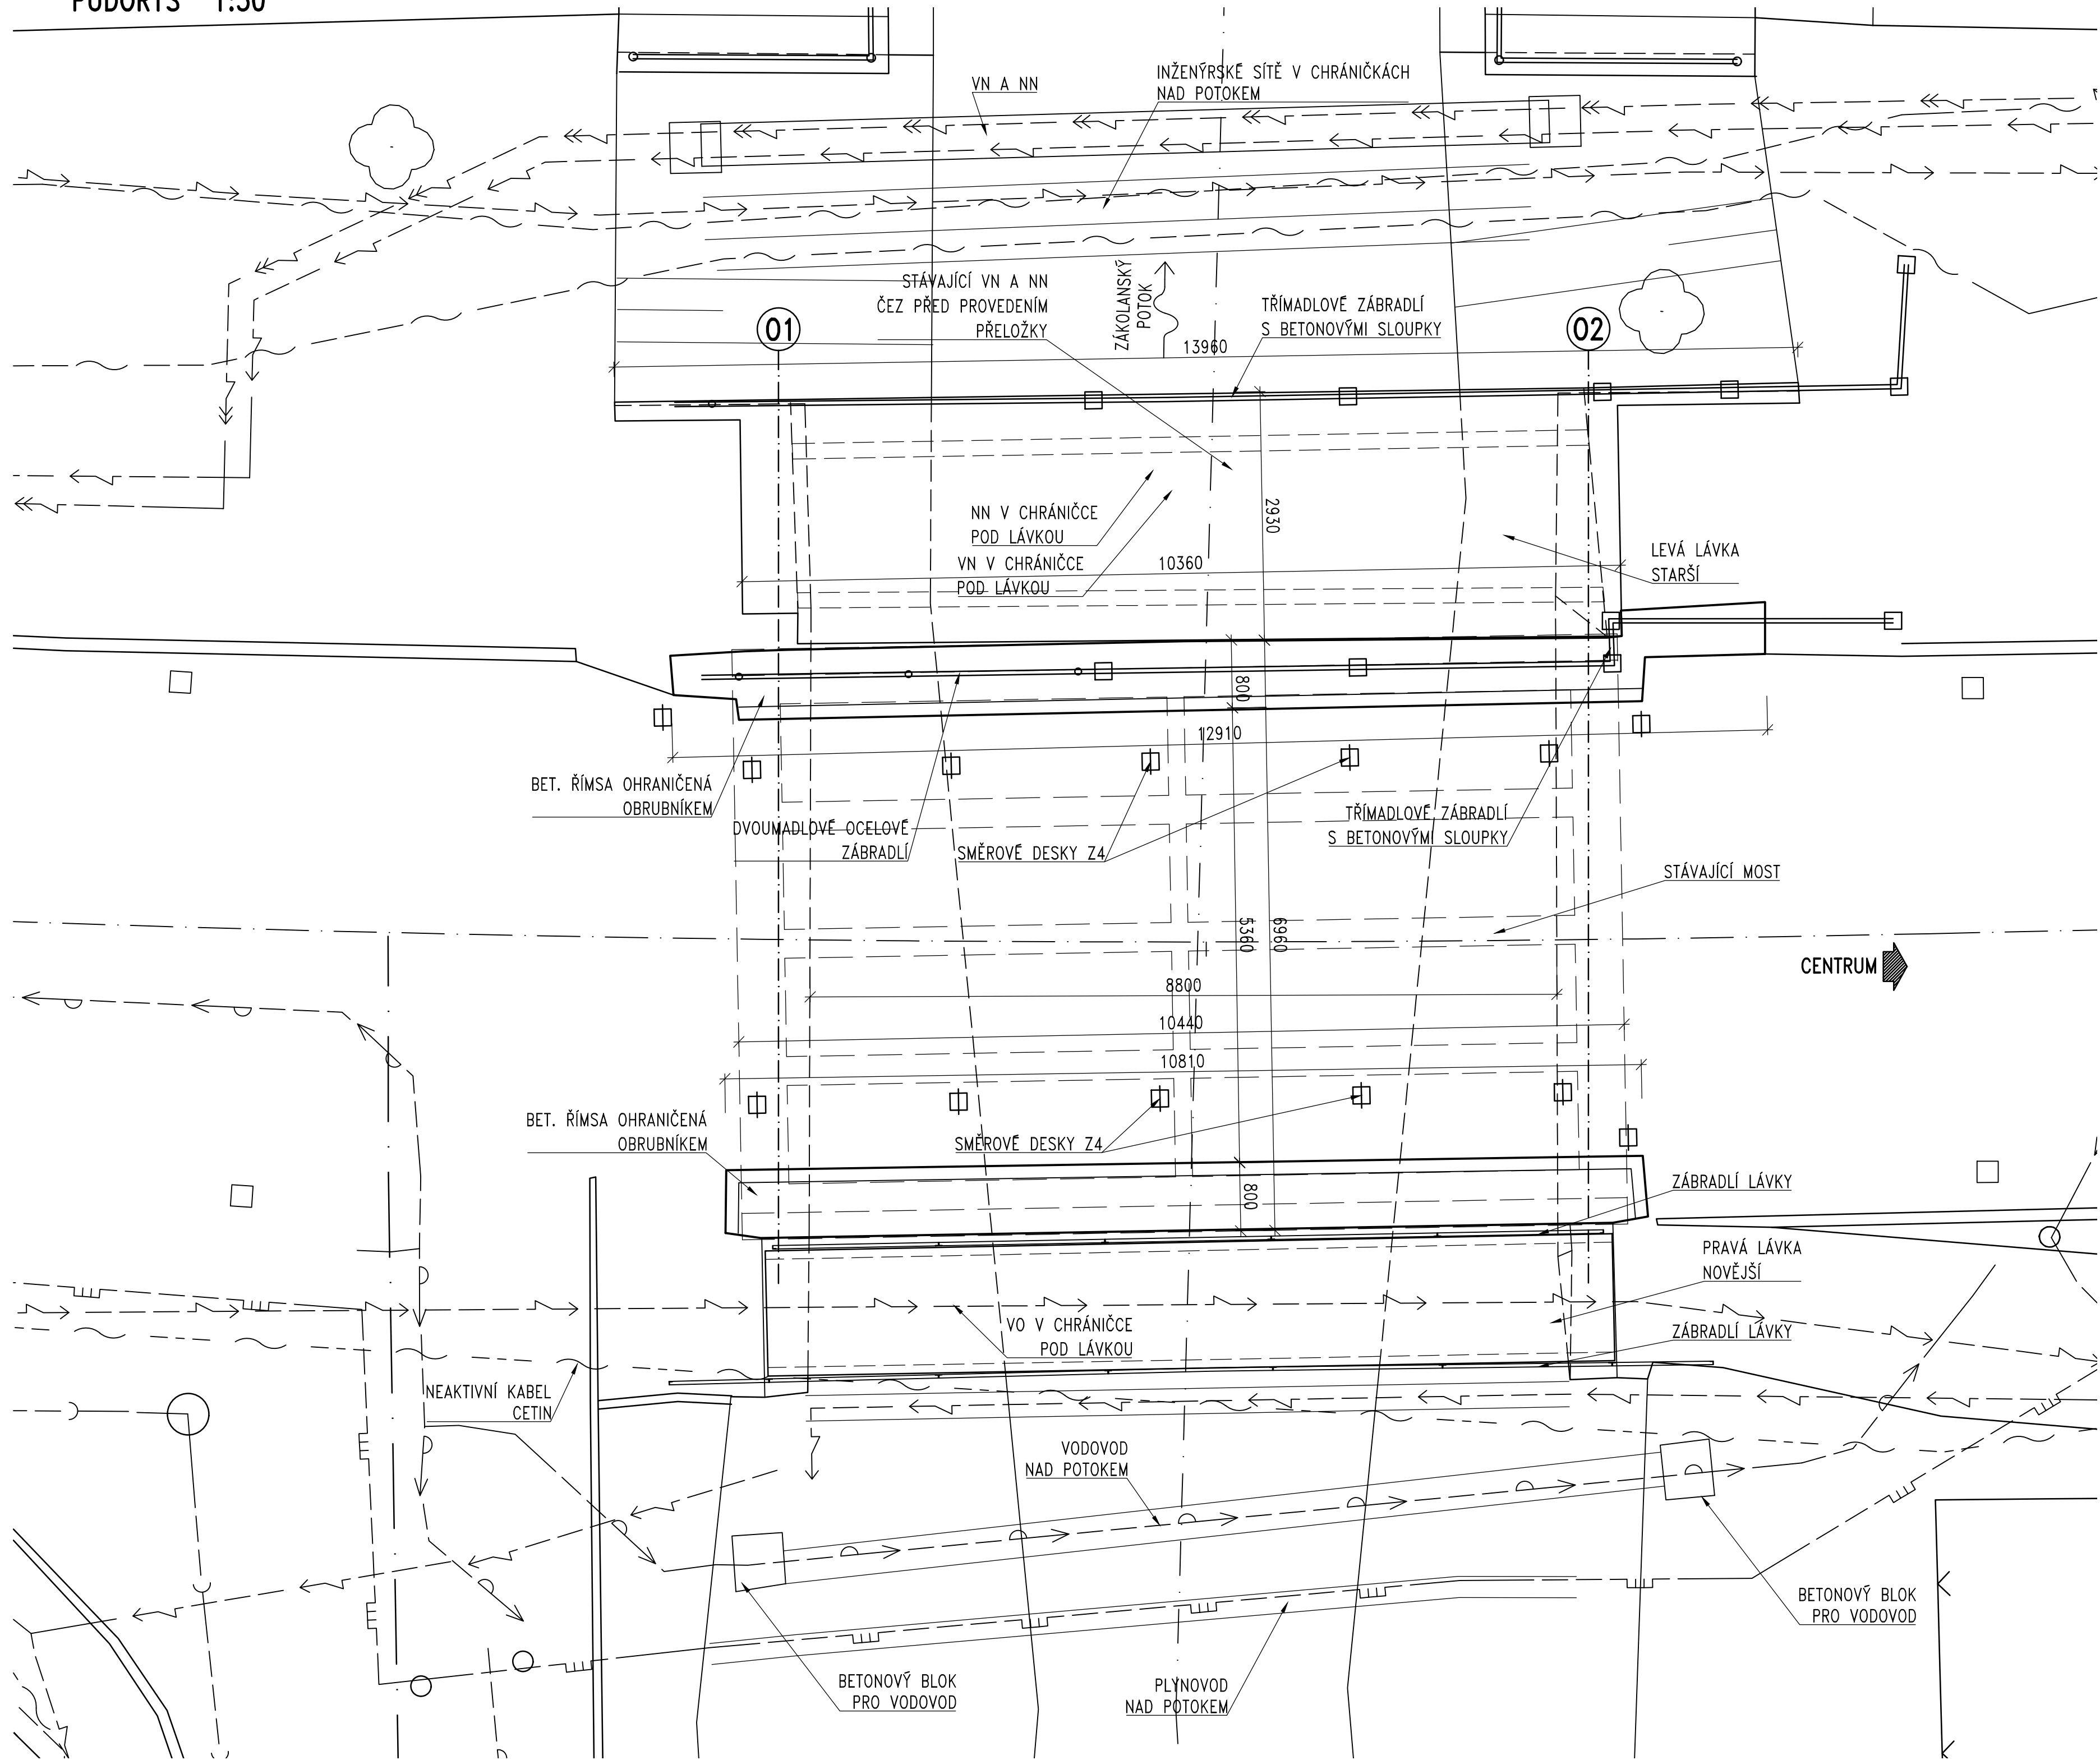 PŮDORYS 1:50
VN A NN
INŽENÝRSKÉ SÍTĚ V CHRÁNIČKÁCH
NAD POTOKEM
STÁVAJÍCÍ VN A NN
ČEZ PŘED PROVEDENÍM
PŘELOŽKY
ZÁKOLANSKÝ
POTOK
TŘÍMADLOVÉ ZÁBRADLÍ
S BETONOVÝMI SLOUPKY
01
02
13960
2930
NN V CHRÁNIČCE
POD LÁVKOU
VN V CHRÁNIČCE
POD LÁVKOU
10360
LEVÁ LÁVKA
STARŠÍ
800
12910
BET. ŘÍMSA OHRANIČENÁ
OBRUBNÍKEM
DVOUMADLOVÉ OCELOVÉ
ZÁBRADLÍ
SMĚROVÉ DESKY Z4
TŘÍMADLOVÉ ZÁBRADLÍ
S BETONOVÝMI SLOUPKY
STÁVAJÍCÍ MOST
5360
6960
CENTRUM
8800
10440
10810
BET. ŘÍMSA OHRANIČENÁ
OBRUBNÍKEM
SMĚROVÉ DESKY Z4
800
ZÁBRADLÍ LÁVKY
PRAVÁ LÁVKA
NOVĚJŠÍ
VO V CHRÁNIČCE
POD LÁVKOU
ZÁBRADLÍ LÁVKY
NEAKTIVNÍ KABEL
CETIN
VODOVOD
NAD POTOKEM
BETONOVÝ BLOK
PRO VODOVOD
BETONOVÝ BLOK
PRO VODOVOD
PLYNOVOD
NAD POTOKEM